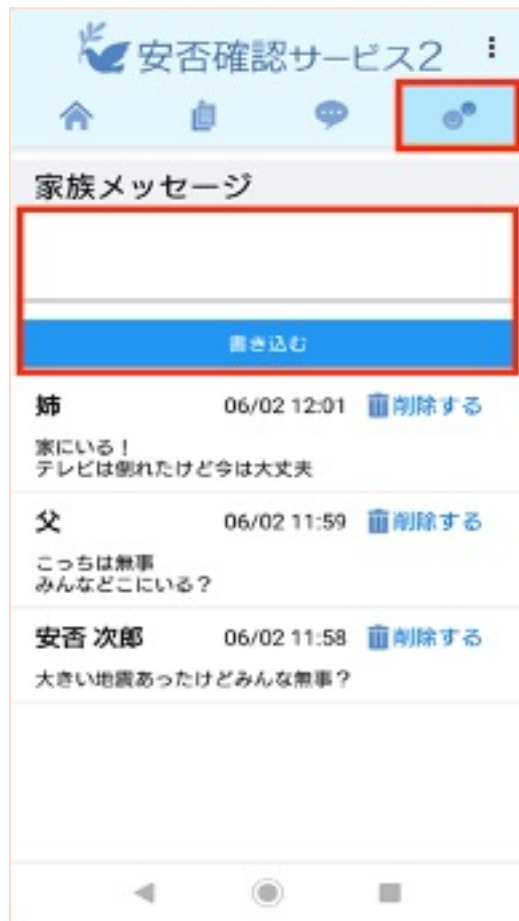 安否確認サービス2
家族メッセージ
書き込む
姉 06/02 12:01 削除する
家にいる！
テレビは倒れたけど今は大丈夫
父 06/02 11:59 削除する
こっちは無事
みんなどこにいる？
安否 次郎 06/02 11:58 削除する
大きい地震あったけどみんな無事？